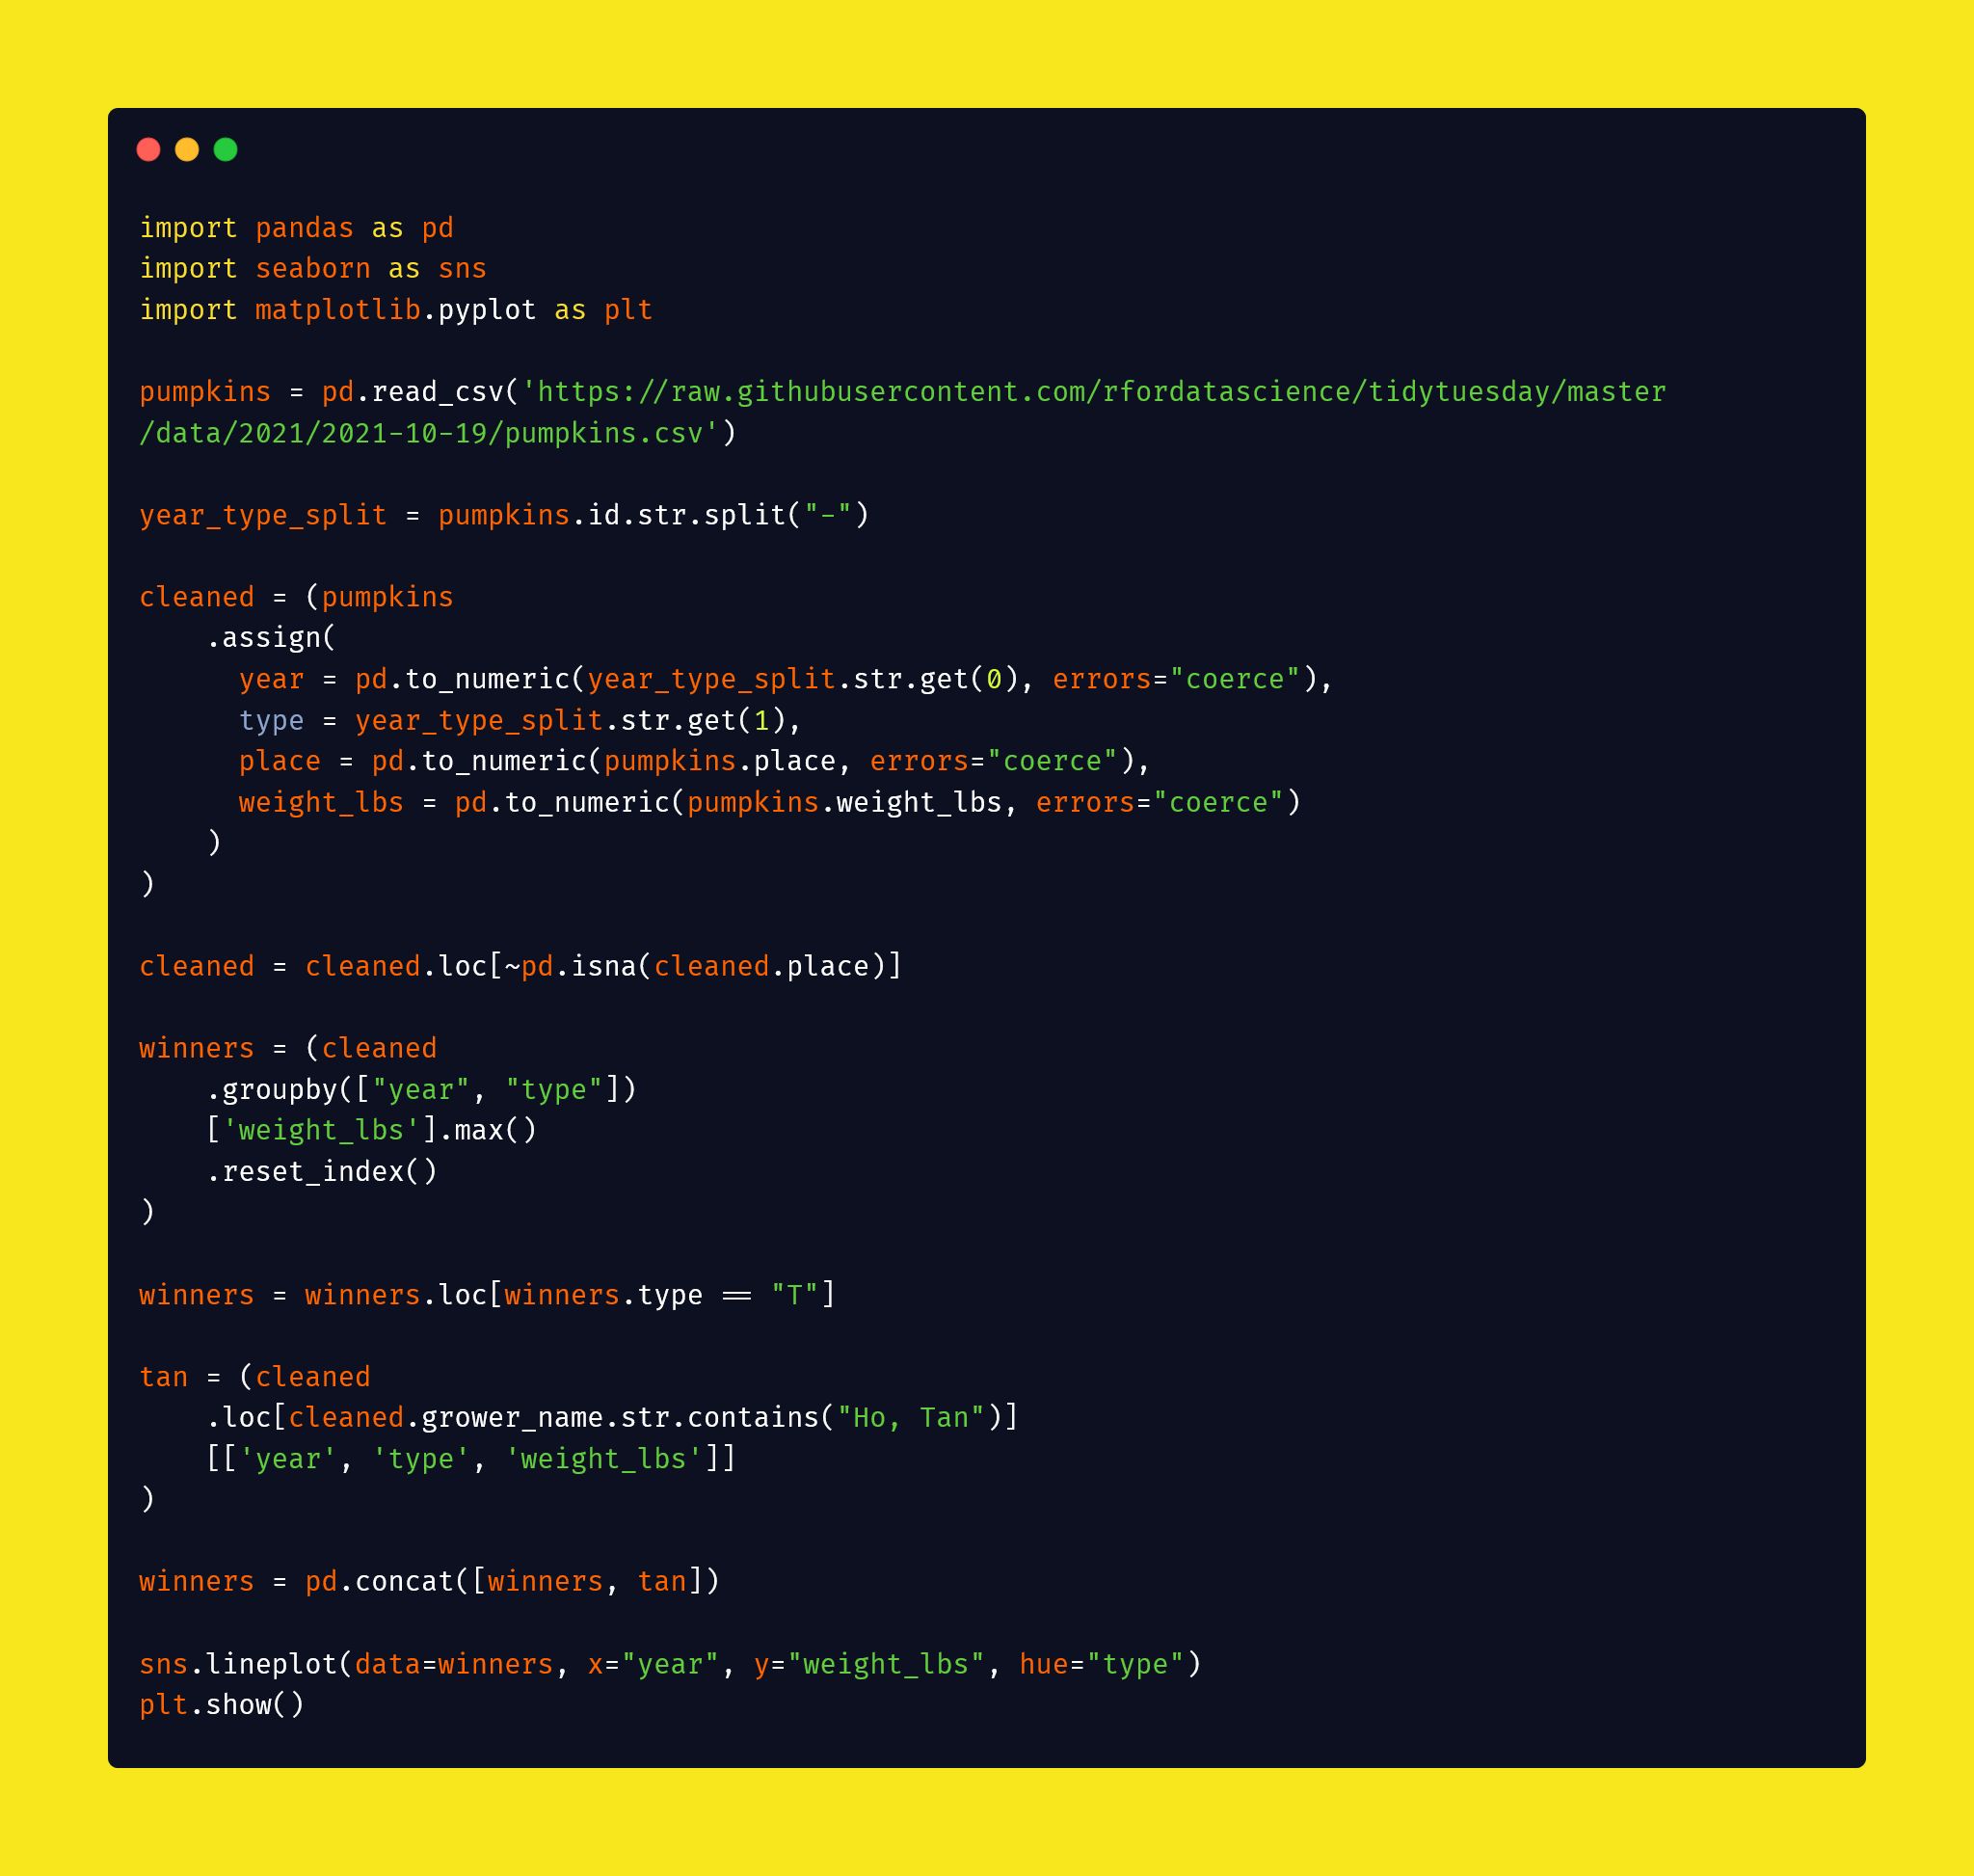 import pandas as pd
import seaborn as sns
import matplotlib.pyplot as plt

pumpkins = pd.read_csv('https://raw.githubusercontent.com/rfordatascience/tidytuesday/master
/data/2021/2021-10-19/pumpkins.csv')

year_type_split = pumpkins.id.str.split("-")

cleaned = (pumpkins
    .assign(
      year = pd.to_numeric(year_type_split.str.get(0), errors="coerce"),
      type = year_type_split.str.get(1),
      place = pd.to_numeric(pumpkins.place, errors="coerce"),
      weight_lbs = pd.to_numeric(pumpkins.weight_lbs, errors="coerce")
    )
)

cleaned = cleaned.loc[~pd.isna(cleaned.place)]

winners = (cleaned
    .groupby(["year", "type"])
    ['weight_lbs'].max()
    .reset_index()
)

winners = winners.loc[winners.type == "T"]

tan = (cleaned
    .loc[cleaned.grower_name.str.contains("Ho, Tan")]
    [['year', 'type', 'weight_lbs']]
)

winners = pd.concat([winners, tan])

sns.lineplot(data=winners, x="year", y="weight_lbs", hue="type")
plt.show()